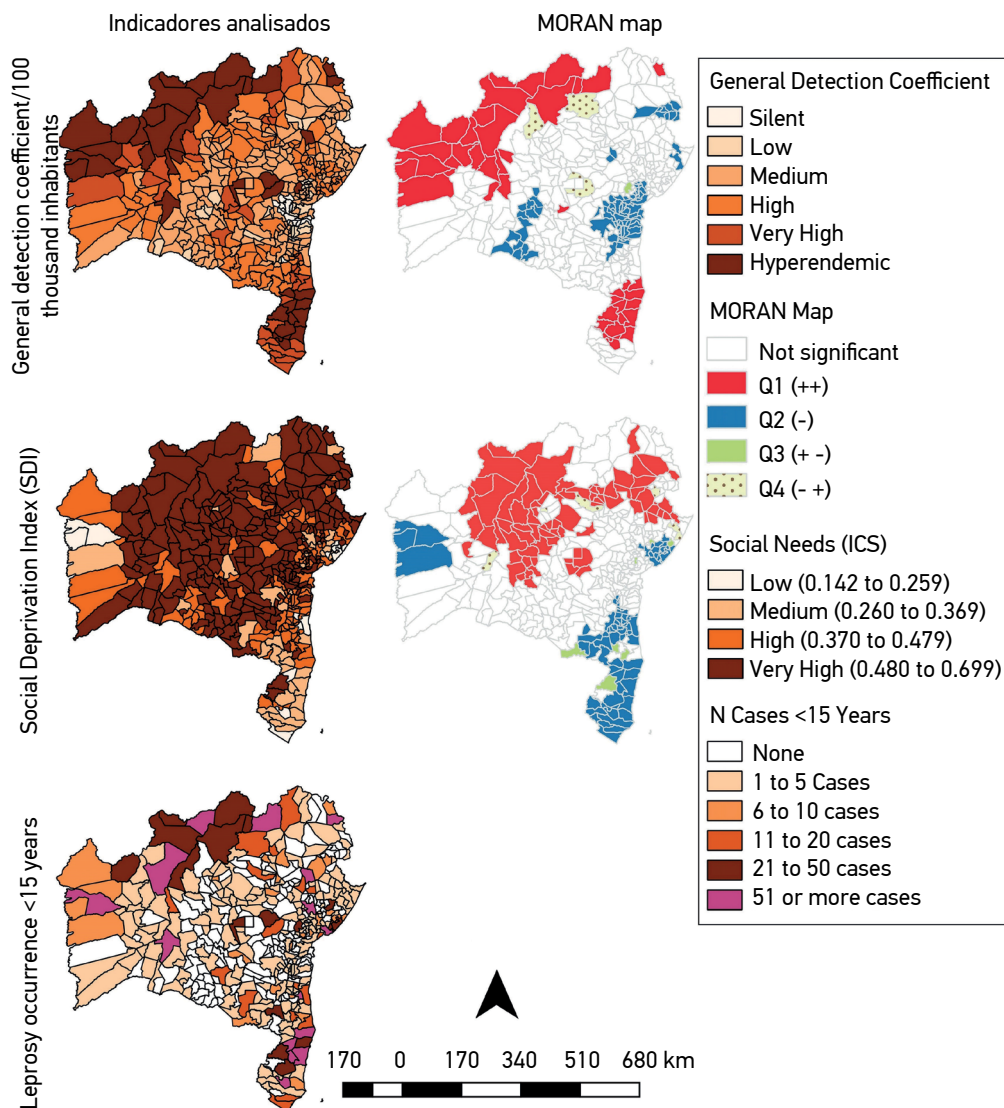 Indicadores analisados
MORAN map
General detection coefficient/100
thousand inhabitants
Social Deprivation Index (SDI)
Leprosy occurrence <15 years
General Detection Coefficient
Silent
Low
Medium
High
Very High
Hyperendemic
MORAN Map
Not significant
Q1 (++)
Q2 (-)
Q3 (+ -)
Q4 (- +)
Social Needs (ICS)
Low (0.142 to 0.259)
Medium (0.260 to 0.369)
High (0.370 to 0.479)
Very High (0.480 to 0.699)
N Cases <15 Years
None
1 to 5 Cases
6 to 10 cases
11 to 20 cases
21 to 50 cases
51 or more cases
170 0 170 340 510 680 km